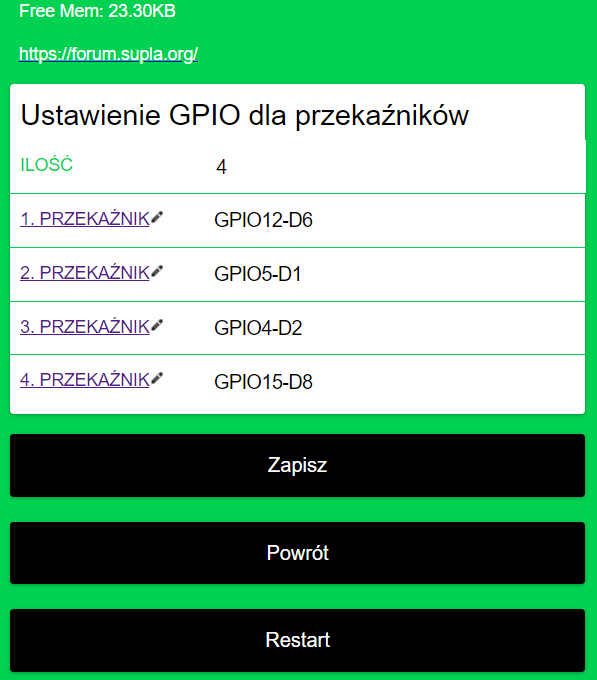 Free Mem: 23.30KB
https://forum.supla.org/
Ustawienie GPIO dla przekaźników
ILOŚĆ 4
1. PRZEKAŹNIK GPIO12-D6
2. PRZEKAŹNIK GPIO5-D1
3. PRZEKAŹNIK GPIO4-D2
4. PRZEKAŹNIK GPIO15-D8
Zapisz
Powrót
Restart